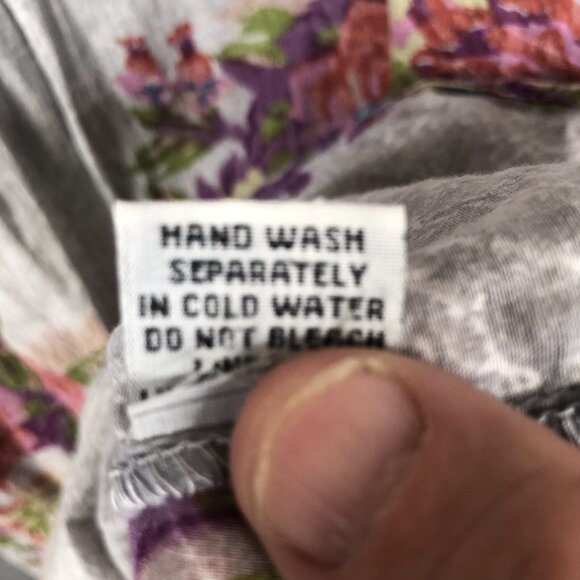 HAND WASH
SEPARATELY
IN COLD WATER
DO NOT BLEACH